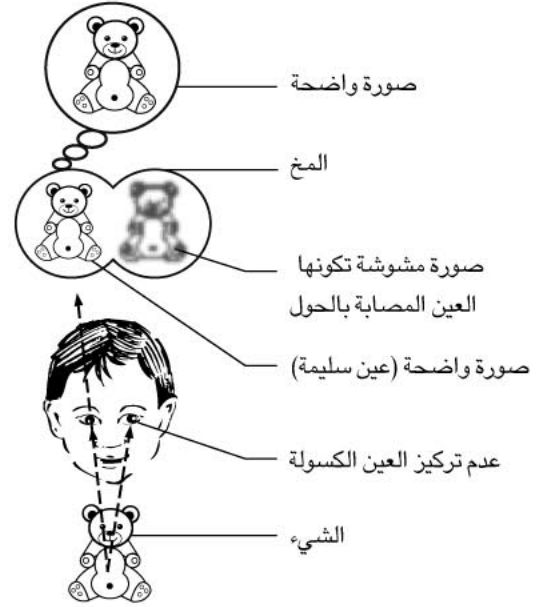 صورة واضحة
المخ
صورة مشوشة تكونها
العين المصابة بالحول
صورة واضحة (عين سليمة)
عدم تركيز العين الكسولة
الشيء